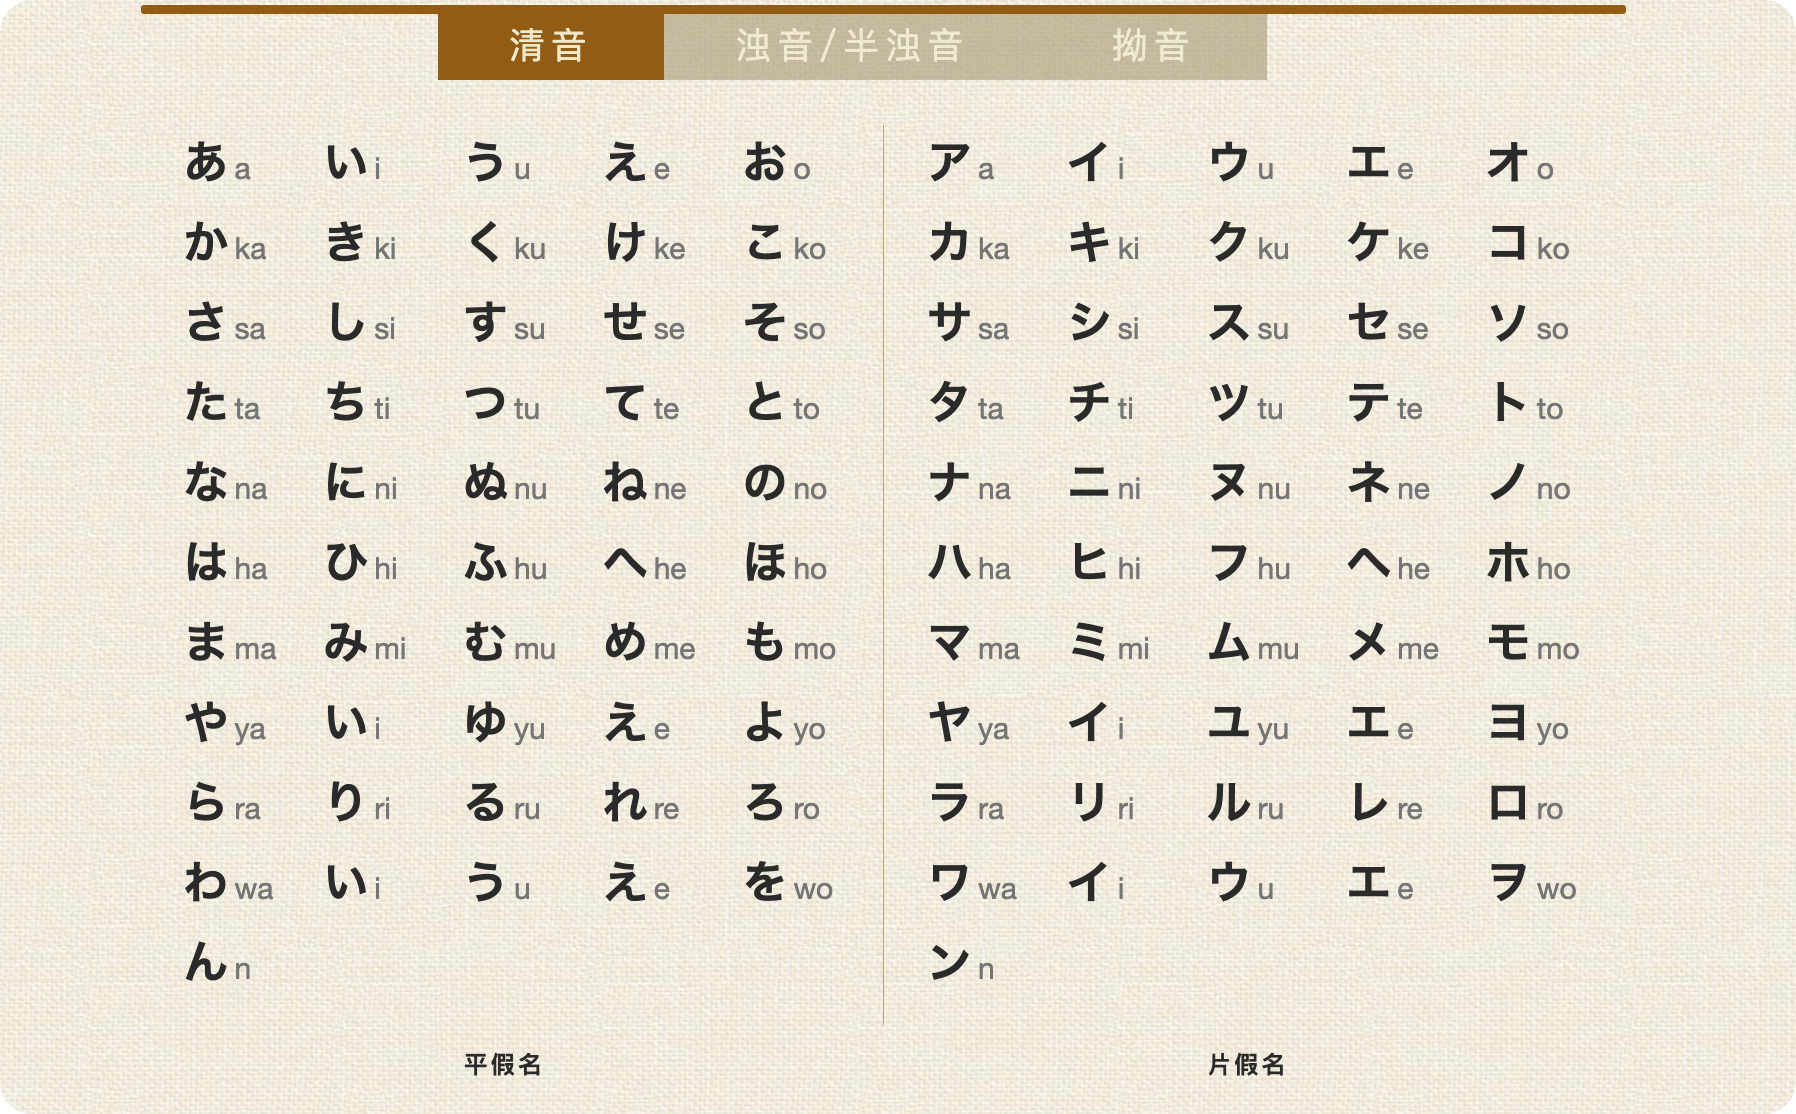 清音 浊音/半浊音 拗音
あ a い i う u え e お o ア a イ i ウ u エ e オ o
か ka き ki く ku け ke こ ko カ ka キ ki ク ku ケ ke コ ko
さ sa し si す su せ se そ so サ sa シ si ス su セ se ソ so
た ta ち ti つ tu て te と to タ ta チ ti ツ tu テ te ト to
な na に ni ぬ nu ね ne の no ナ na ニ ni ヌ nu ネ ne ノ no
は ha ひ hi ふ hu へ he ほ ho ハ ha ヒ hi フ hu ヘ he ホ ho
ま ma み mi む mu め me も mo マ ma ミ mi ム mu メ me モ mo
や ya い i ゆ yu え e よ yo ヤ ya イ i ユ yu エ e ヨ yo
ら ra り ri る ru れ re ろ ro ラ ra リ ri ル ru レ re ロ ro
わ wa い i う u え e を wo ワ wa イ i ウ u エ e ヲ wo
ん n ン n
平假名 片假名